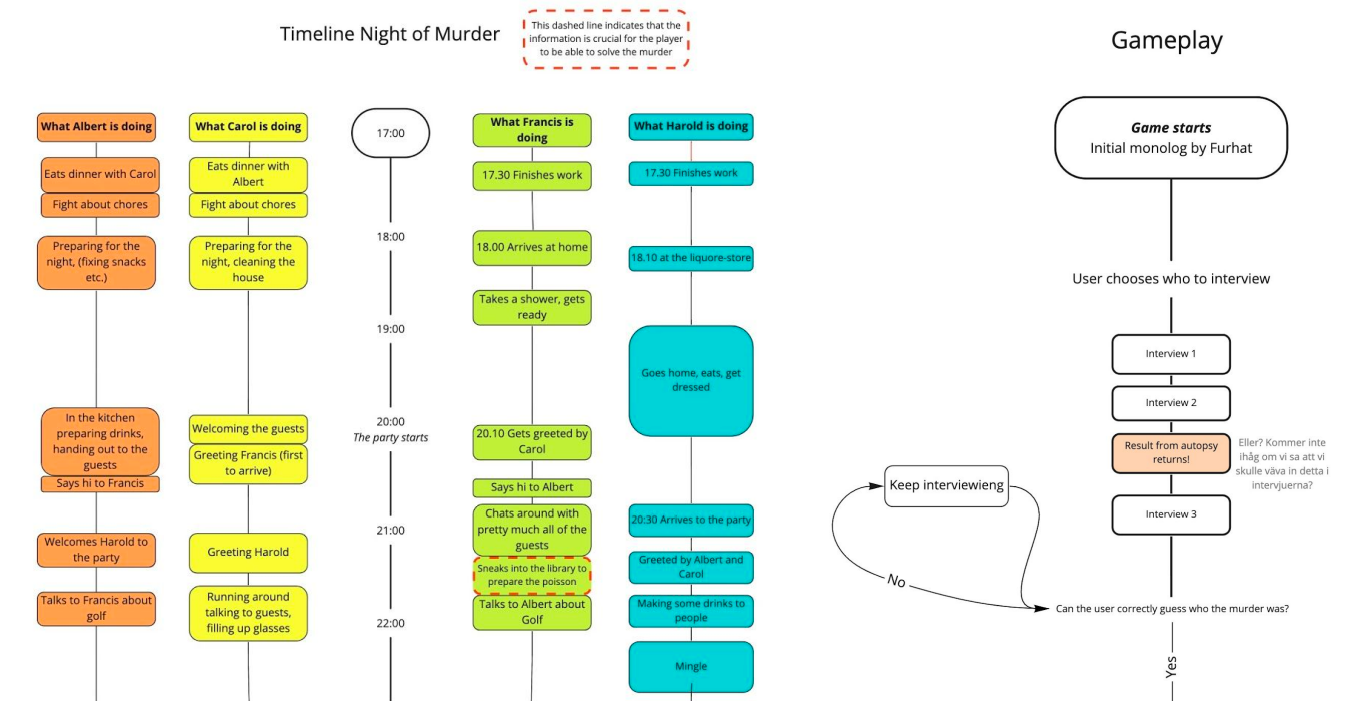 Timeline Night of Murder
This dashed line indicates that the
information is crucial for the player
to be able to solve the murder
What Albert is doing
Eats dinner with Carol
Fight about chores
Preparing for the
night, (fixing snacks
etc.)
In the kitchen
preparing drinks,
handing out to the
guests
Says hi to Francis
Welcomes Harold to
the party
Talks to Francis about
golf
What Carol is doing
Eats dinner with
Albert
Fight about chores
Preparing for the
night, cleaning the
house
Welcoming the guests
Greeting Francis (first
to arrive)
Greeting Harold
Running around
talking to guests,
filling up glasses
17:00
18:00
19:00
20:00
The party starts
21:00
22:00
What Francis is
doing
17.30 Finishes work
18.00 Arrives at home
Takes a shower, gets
ready
20.10 Gets greeted by
Carol
Says hi to Albert
Chats around with
pretty much all of the
guests
Sneaks into the library to
prepare the poisson
Talks to Albert about
Golf
What Harold is doing
17.30 Finishes work
18.10 at the liquore-store
Goes home, eats, get
dressed
20:30 Arrives to the party
Greeted by Albert and
Carol
Making some drinks to
people
Mingle
Gameplay
Game starts
Initial monolog by Furhat
User chooses who to interview
Interview 1
Interview 2
Result from autopsy
returns!
Eller? Kommer inte
ihåg om vi sa att vi
skulle väva in detta i
intervjuerna?
Interview 3
Keep interviewieng
No
Can the user correctly guess who the murder was?
Yes